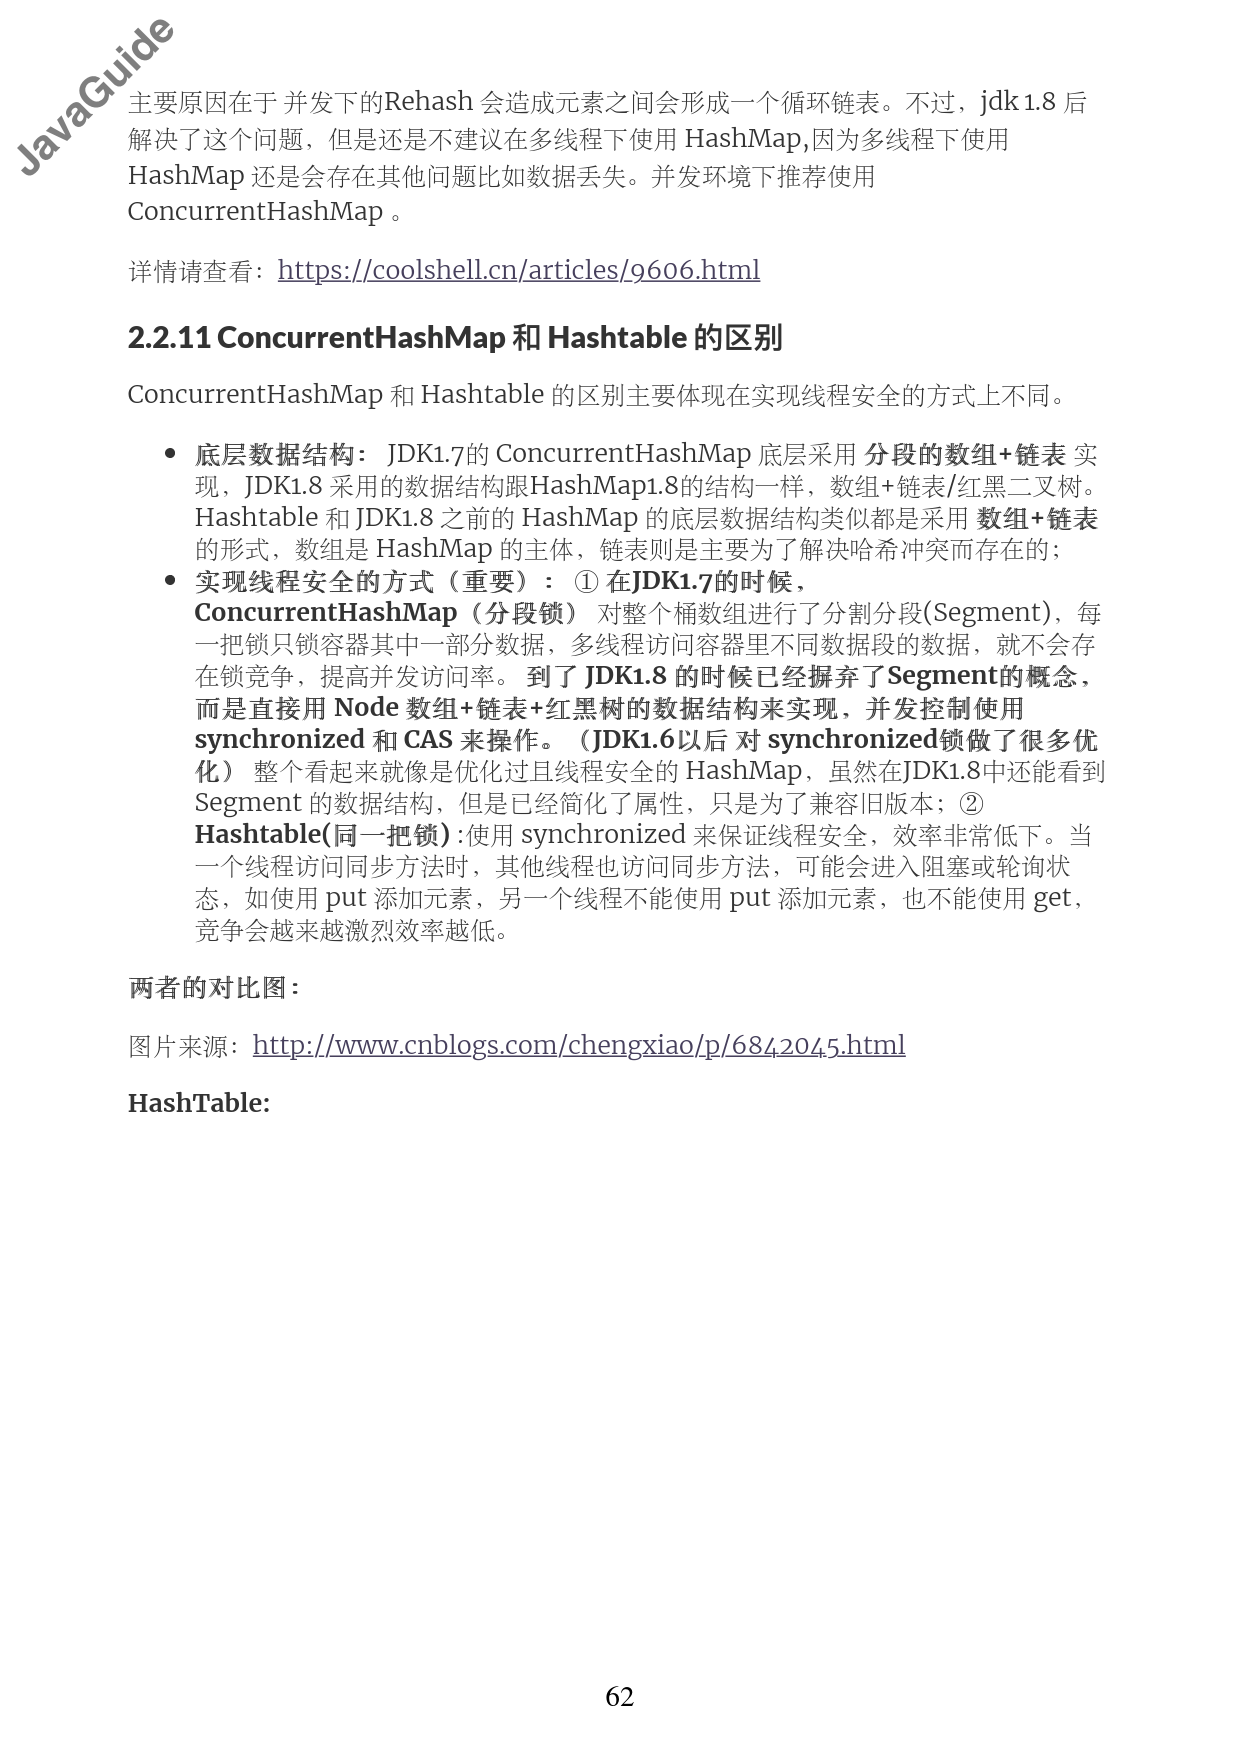 JavaGuide
主要原因在于 并发下的Rehash 会造成元素之间会形成一个循环链表。不过，jdk 1.8 后
解决了这个问题，但是还是不建议在多线程下使用 HashMap,因为多线程下使用
HashMap 还是会存在其他问题比如数据丢失。并发环境下推荐使用
ConcurrentHashMap 。
详情请查看：https://coolshell.cn/articles/9606.html
2.2.11 ConcurrentHashMap 和 Hashtable 的区别
ConcurrentHashMap 和 Hashtable 的区别主要体现在实现线程安全的方式上不同。
• 底层数据结构： JDK1.7的 ConcurrentHashMap 底层采用 分段的数组+链表 实
现，JDK1.8 采用的数据结构跟HashMap1.8的结构一样，数组+链表/红黑二叉树。
Hashtable 和 JDK1.8 之前的 HashMap 的底层数据结构类似都是采用 数组+链表
的形式，数组是 HashMap 的主体，链表则是主要为了解决哈希冲突而存在的；
• 实现线程安全的方式（重要）： ① 在JDK1.7的时候，
ConcurrentHashMap（分段锁） 对整个桶数组进行了分割分段(Segment)，每
一把锁只锁容器其中一部分数据，多线程访问容器里不同数据段的数据，就不会存
在锁竞争，提高并发访问率。 到了 JDK1.8 的时候已经摒弃了Segment的概念，
而是直接用 Node 数组+链表+红黑树的数据结构来实现，并发控制使用
synchronized 和 CAS 来操作。（JDK1.6以后 对 synchronized锁做了很多优
化） 整个看起来就像是优化过且线程安全的 HashMap，虽然在JDK1.8中还能看到
Segment 的数据结构，但是已经简化了属性，只是为了兼容旧版本；②
Hashtable(同一把锁) :使用 synchronized 来保证线程安全，效率非常低下。当
一个线程访问同步方法时，其他线程也访问同步方法，可能会进入阻塞或轮询状
态，如使用 put 添加元素，另一个线程不能使用 put 添加元素，也不能使用 get，
竞争会越来越激烈效率越低。
两者的对比图：
图片来源：http://www.cnblogs.com/chengxiao/p/6842045.html
HashTable:
62